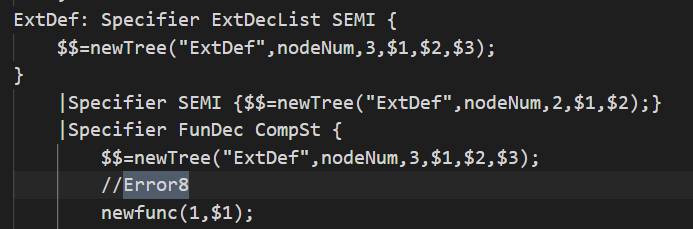 ExtDef: Specifier ExtDecList SEMI {
    $$=newTree("ExtDef",nodeNum,3,$1,$2,$3);
}
    |Specifier SEMI {$$=newTree("ExtDef",nodeNum,2,$1,$2);}
    |Specifier FunDec CompSt {
        $$=newTree("ExtDef",nodeNum,3,$1,$2,$3);
        //Error8
        newfunc(1,$1);